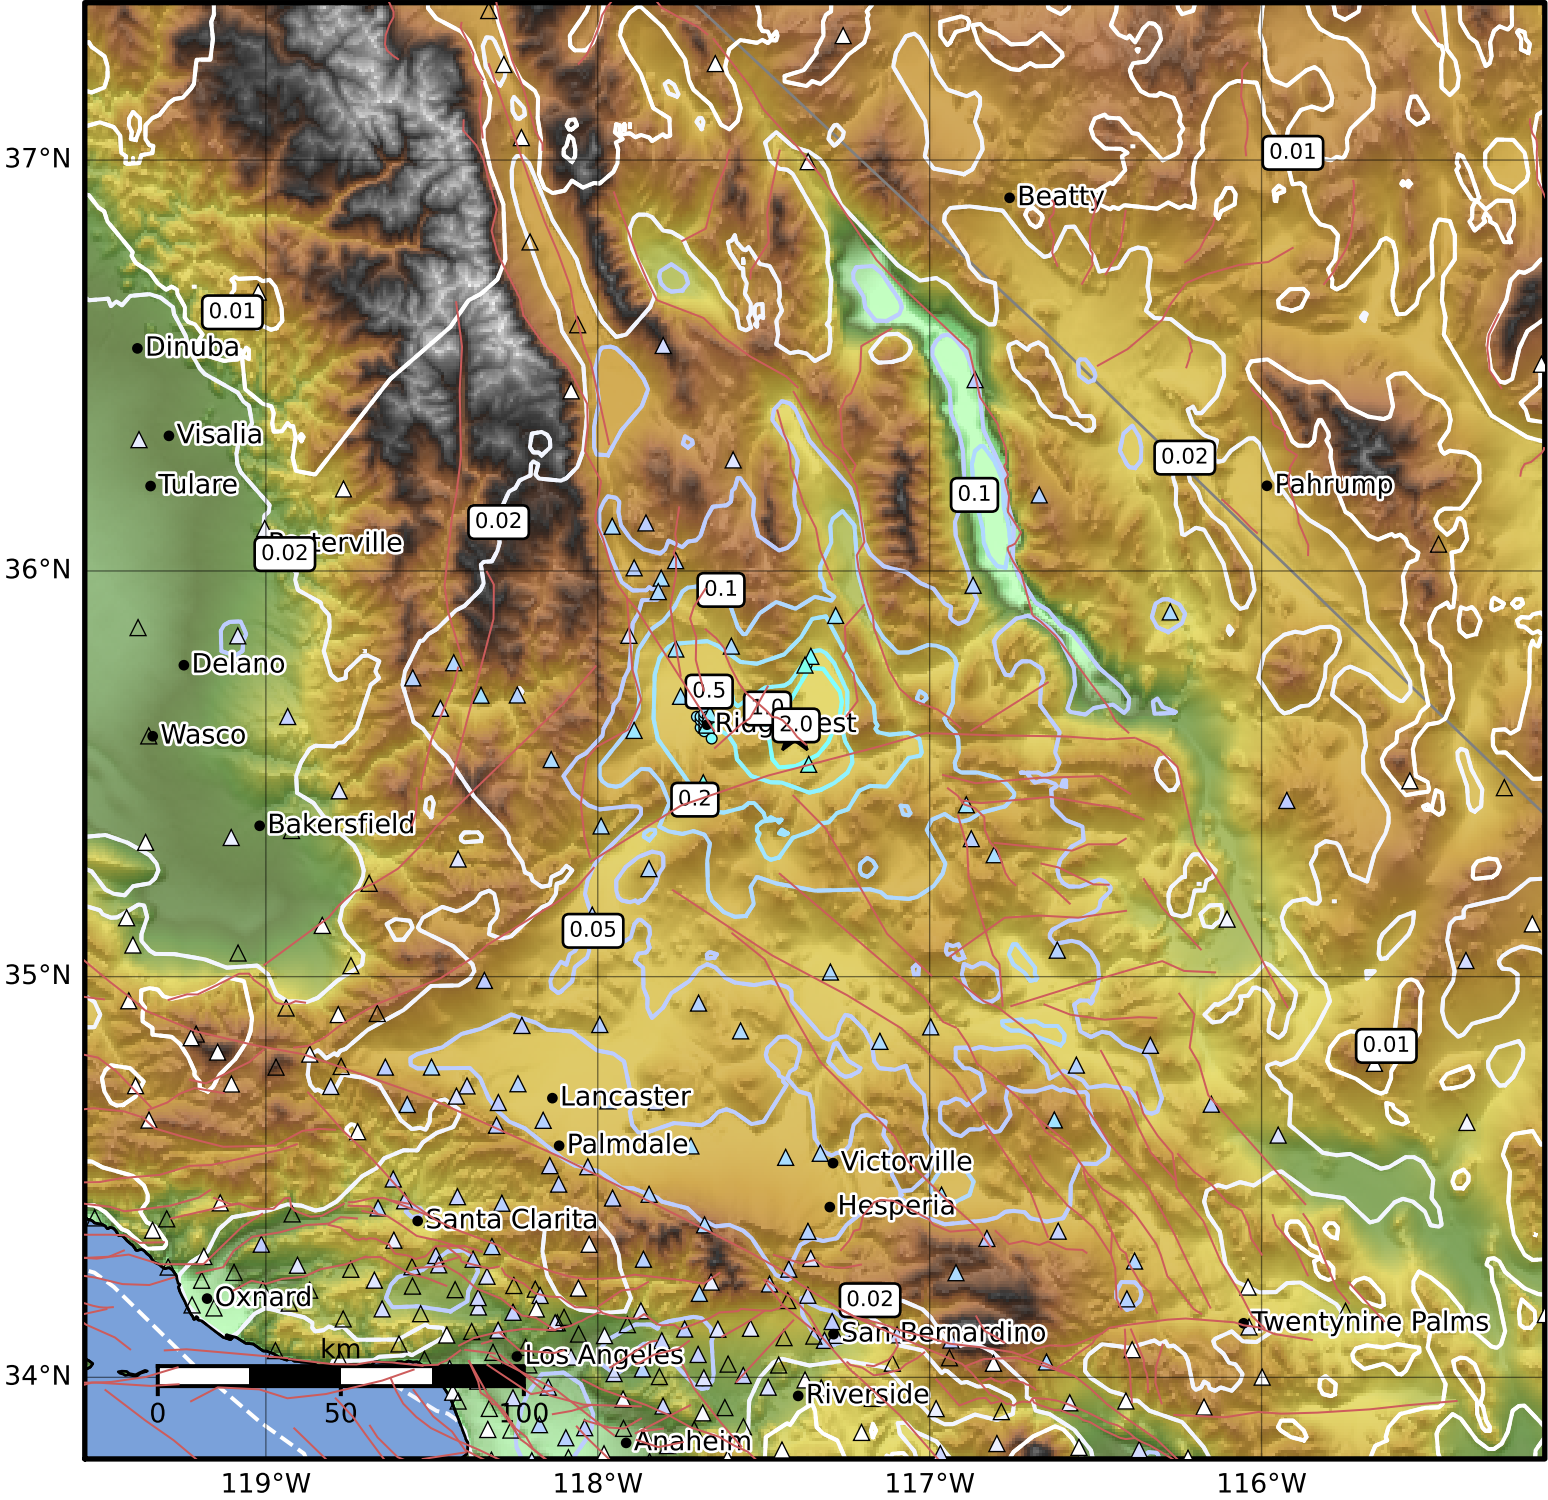 37°N
0.01
Beatty
0.01
Dinuba
Visalia
0.02
Tulare
0.1
Pahrump
0.02
36°N
0.02
0.1
Delano
0.5
1.0
2.0
Wasco
0.2
Bakersfield
0.05
35°N
0.01
Lancaster
Palmdale
Victorville
Hesperia
Santa Clarita
Oxnard
0.02
San Bernardino
Twentynine Palms
km
Los Angeles
34°N
Riverside
0 50 100
Anaheim
119°W 118°W 117°W 116°W